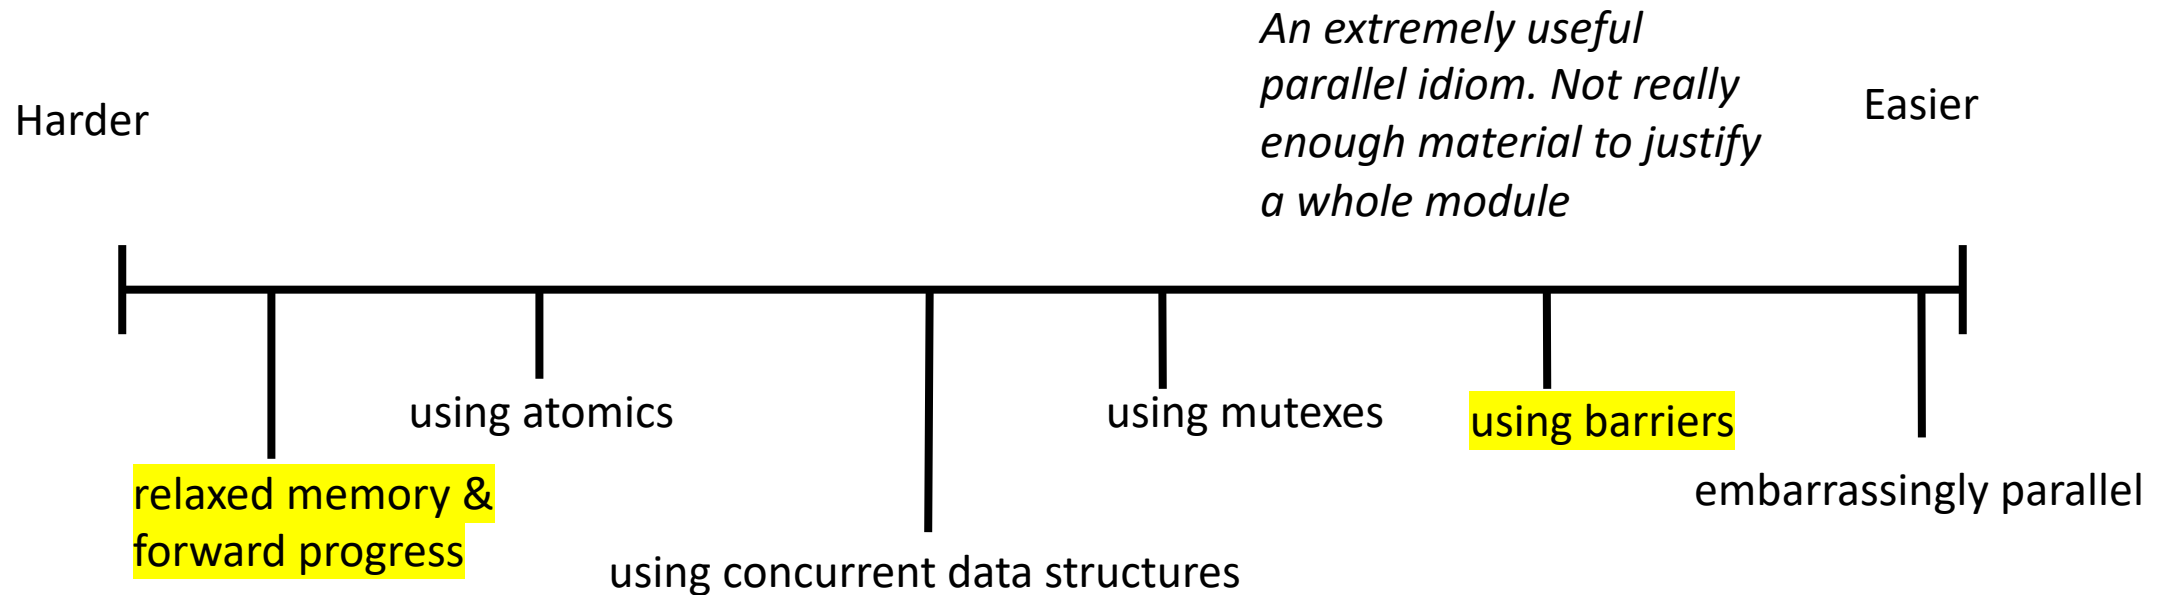 An extremely useful
parallel idiom. Not really
enough material to justify
a whole module
Harder
Easier
using atomics
using mutexes
using barriers
relaxed memory &
forward progress
embarrassingly parallel
using concurrent data structures